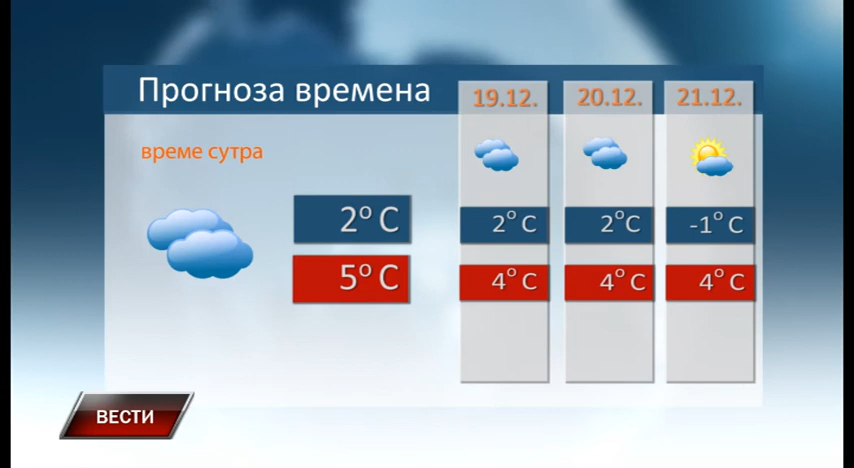 Прогноза времена
време сутра
2° C
5° C
19.12.
2° C
4° C
20.12.
2°C
4° C
21.12.
-1° C
4° C
ВЕСТИ